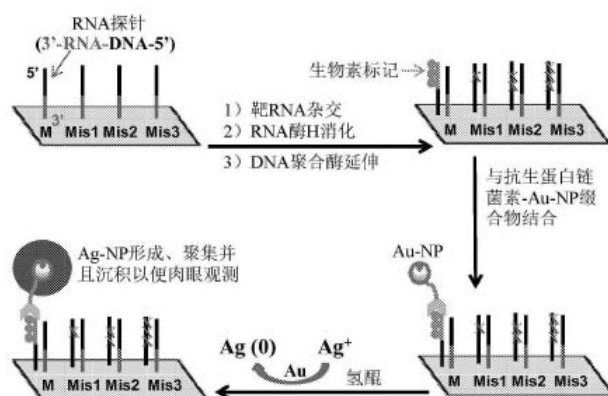 RNA探针
(3'-RNA-DNA-5')
5'
3'
M Mis1 Mis2 Mis3
1）靶RNA杂交
2）RNA酶H消化
3）DNA聚合酶延伸
生物素标记
M Mis1 Mis2 Mis3
与抗生蛋白链
菌素-Au-NP缀
合物结合
Au-NP
M Mis1 Mis2 Mis3
Ag (0) Ag⁺
Au
氢醌
Ag-NP形成、聚集并
且沉积以便肉眼观测
M Mis1 Mis2 Mis3